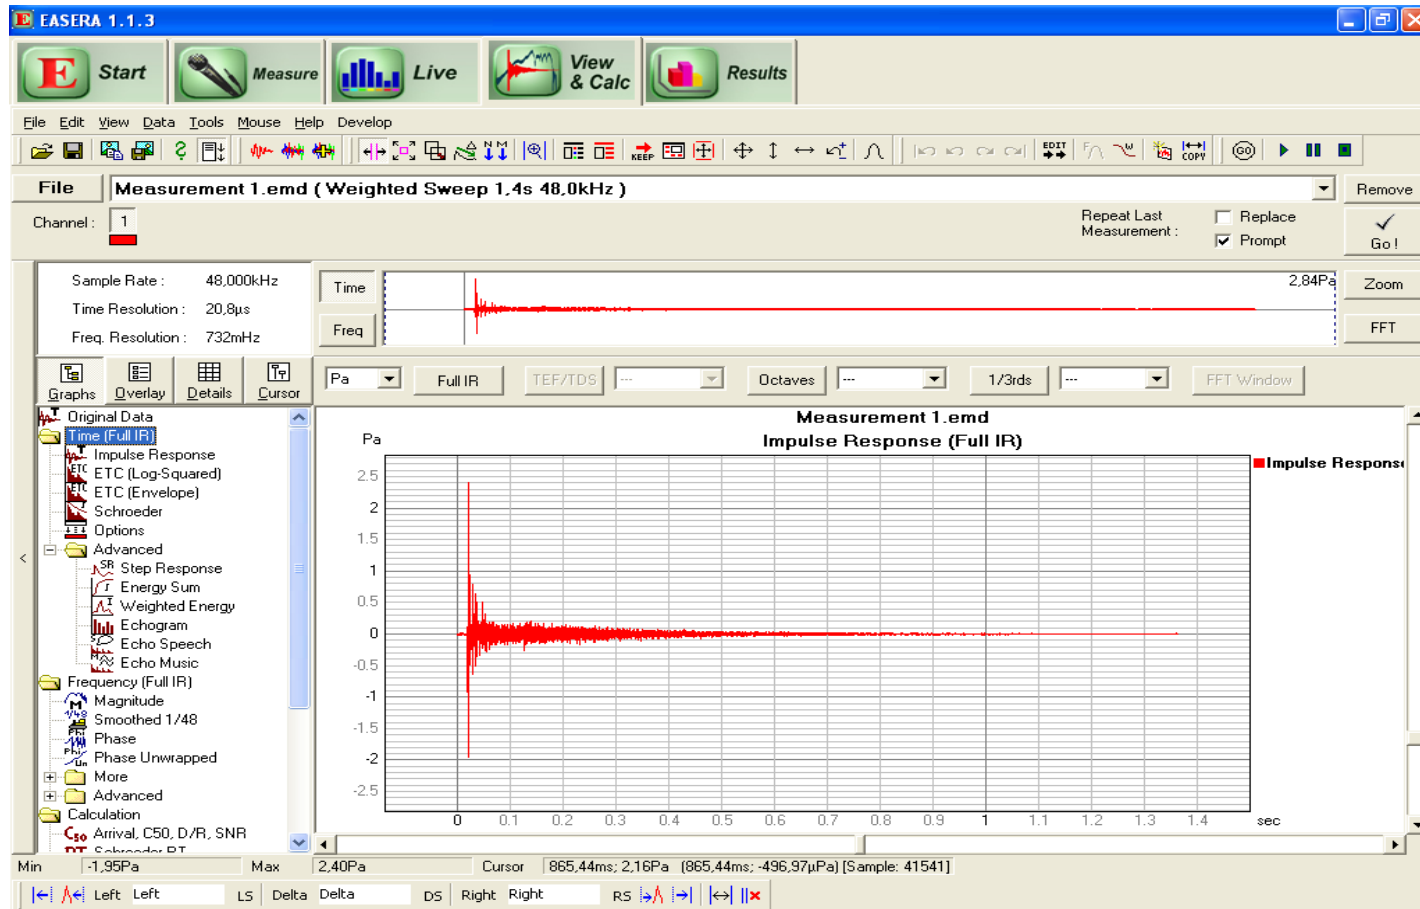 EASERA 1.1.3
E Start Measure Live View & Calc Results
File Edit View Data Tools Mouse Help Develop
KEEP EDIT COPY GO
File Measurement 1.emd ( Weighted Sweep 1,4s 48,0kHz ) Remove
Channel : 1 Repeat Last Measurement : Replace Prompt Go !
Sample Rate : 48,000kHz
Time Resolution : 20,8µs
Freq. Resolution : 732mHz
Time 2,84Pa Zoom
Freq FFT
Graphs Overlay Details Cursor
Pa Full IR TEF/TDS --- Octaves --- 1/3rds --- FFT Window
Original Data
Time (Full IR)
Impulse Response
ETC (Log-Squared)
ETC (Envelope)
Schroeder
Options
Advanced
Step Response
Energy Sum
Weighted Energy
Echogram
Echo Speech
Echo Music
Frequency (Full IR)
Magnitude
Smoothed 1/48
Phase
Phase Unwrapped
More
Advanced
Calculation
C50 Arrival, C50, D/R, SNR
RT Schroeder RT
Measurement 1.emd
Impulse Response (Full IR)
Pa
Impulse Response
2.5
2
1.5
1
0.5
0
-0.5
-1
-1.5
-2
-2.5
0 0.1 0.2 0.3 0.4 0.5 0.6 0.7 0.8 0.9 1 1.1 1.2 1.3 1.4 sec
Min -1,95Pa Max 2,40Pa Cursor 865,44ms; 2,16Pa (865,44ms; -496,97µPa) [Sample: 41541]
Left Left LS Delta Delta DS Right Right RS